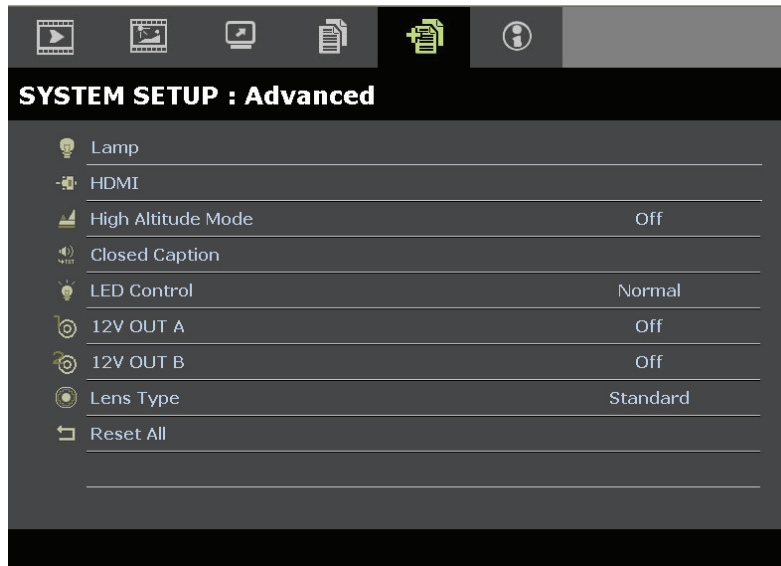 SYSTEM SETUP : Advanced
Lamp
HDMI
High Altitude Mode Off
Closed Caption
LED Control Normal
12V OUT A Off
12V OUT B Off
Lens Type Standard
Reset All